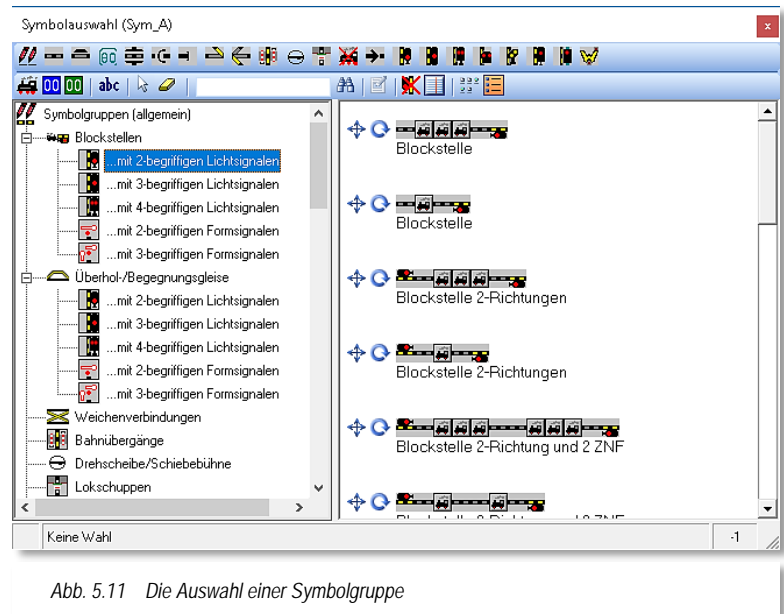 Symbolauswahl (Sym_A)
00 00 abc
Symbolgruppen (allgemein)
Blockstellen
...mit 2-begriffigen Lichtsignalen
...mit 3-begriffigen Lichtsignalen
...mit 4-begriffigen Lichtsignalen
...mit 2-begriffigen Formsignalen
...mit 3-begriffigen Formsignalen
Überhol-/Begegnungsgleise
...mit 2-begriffigen Lichtsignalen
...mit 3-begriffigen Lichtsignalen
...mit 4-begriffigen Lichtsignalen
...mit 2-begriffigen Formsignalen
...mit 3-begriffigen Formsignalen
Weichenverbindungen
Bahnübergänge
Drehscheibe/Schiebebühne
Lokschuppen
Blockstelle
Blockstelle
Blockstelle 2-Richtungen
Blockstelle 2-Richtungen
Blockstelle 2-Richtung und 2 ZNF
Keine Wahl
-1
Abb. 5.11 Die Auswahl einer Symbolgruppe